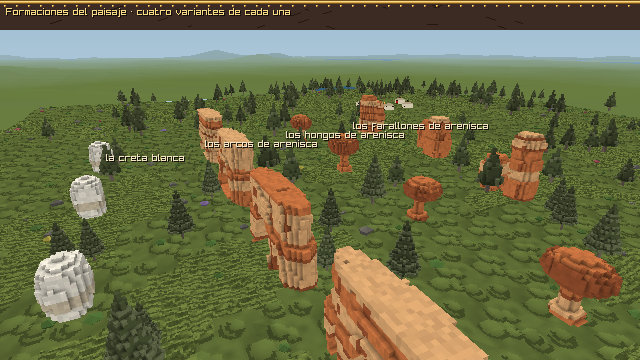 Formaciones del paisaje · cuatro variantes de cada una
los farallones de arenisca
los hongos de arenisca
los arcos de arenisca
la creta blanca